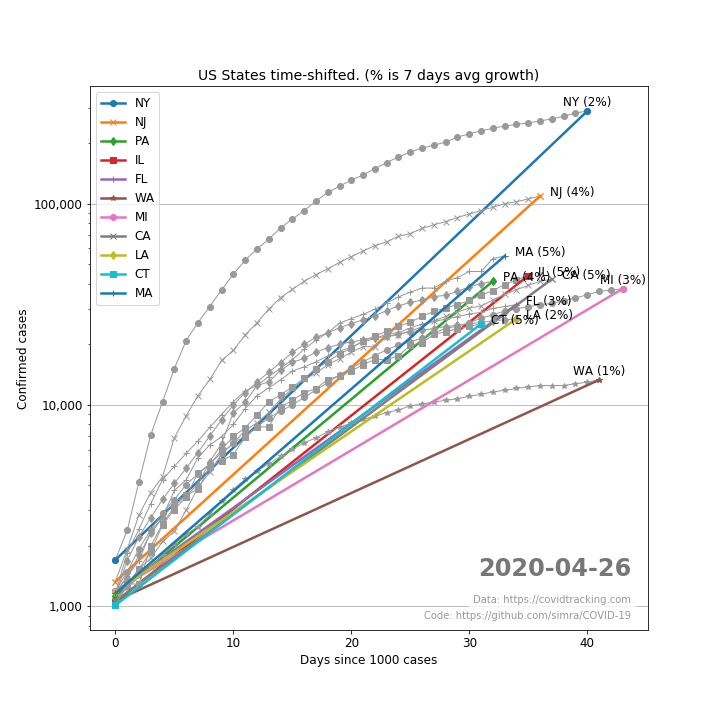 US States time-shifted. (% is 7 days avg growth)
NY
NJ
PA
IL
FL
WA
MI
CA
LA
CT
MA
NY (2%)
NJ (4%)
MA (5%)
PA (4%)
IL (5%)
CA (5%)
MI (3%)
FL (3%)
LA (2%)
CT (5%)
WA (1%)
100,000
10,000
1,000
Confirmed cases
0
10
20
30
40
Days since 1000 cases
2020-04-26
Data: https://covidtracking.com
Code: https://github.com/simra/COVID-19